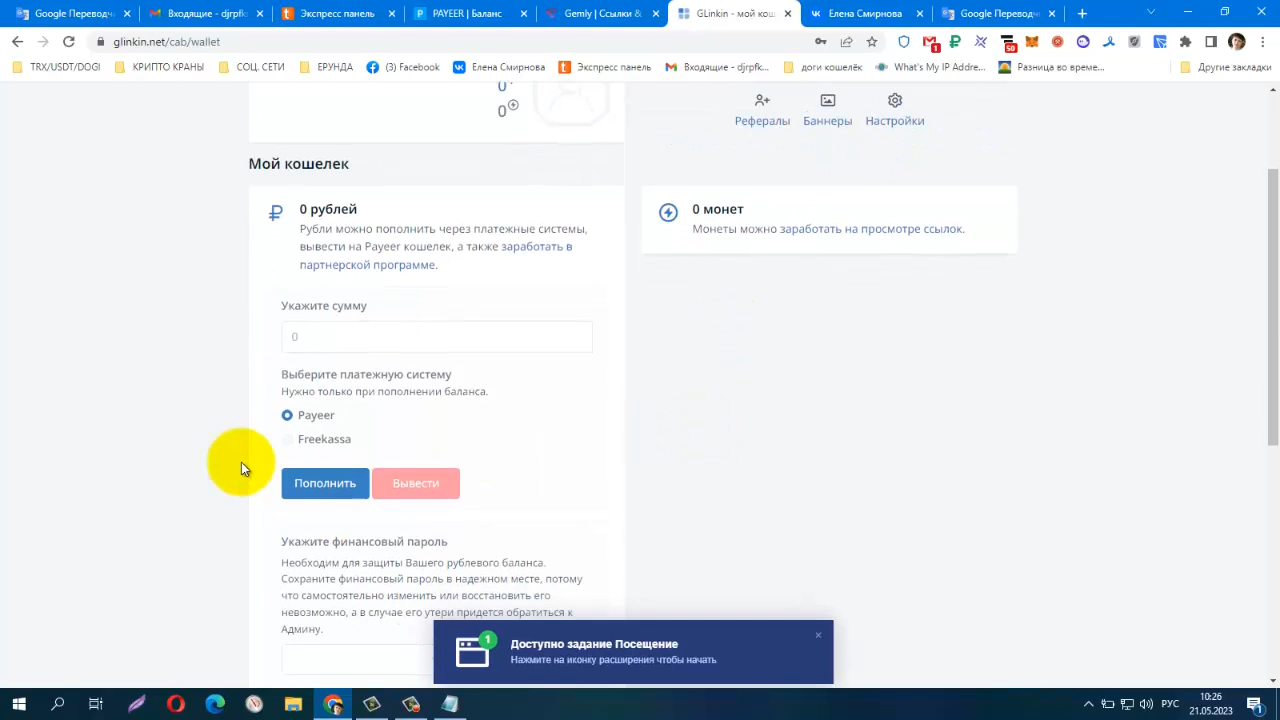 Google Переводч
Входящие - djrpfk
Экспресс панель
PAYEER | Баланс
Gemly | Ссылки &
Glinkin - мой кош
Елена Смирнова
Google Переводч
glinkin.net/cab/wallet
1
50
TRX/USDT/DOGI
КРИПТО КРАНЫ
СОЦ. СЕТИ
ЕРУНДА
(3) Facebook
Елена Смирнова
Экспресс панель
Входящие - djrpfk...
доги кошелёк
What's My IP Addre...
Разница во време...
Другие закладки
0
0
Рефералы
Баннеры
Настройки
Мой кошелек
0 рублей
Рубли можно пополнить через платежные системы,
вывести на Payeer кошелек, а также заработать в
партнерской программе.
0 монет
Монеты можно заработать на просмотре ссылок.
Укажите сумму
0
Выберите платежную систему
Нужно только при пополнении баланса.
Payeer
Freekassa
Пополнить
Вывести
Укажите финансовый пароль
Необходим для защиты Вашего рублевого баланса.
Сохраните финансовый пароль в надежном месте, потому
что самостоятельно изменить или восстановить его
невозможно, а в случае его утери придется обратиться к
Админу.
1
Доступно задание Посещение
Нажмите на иконку расширения чтобы начать
РУС
10:26
21.05.2023
1